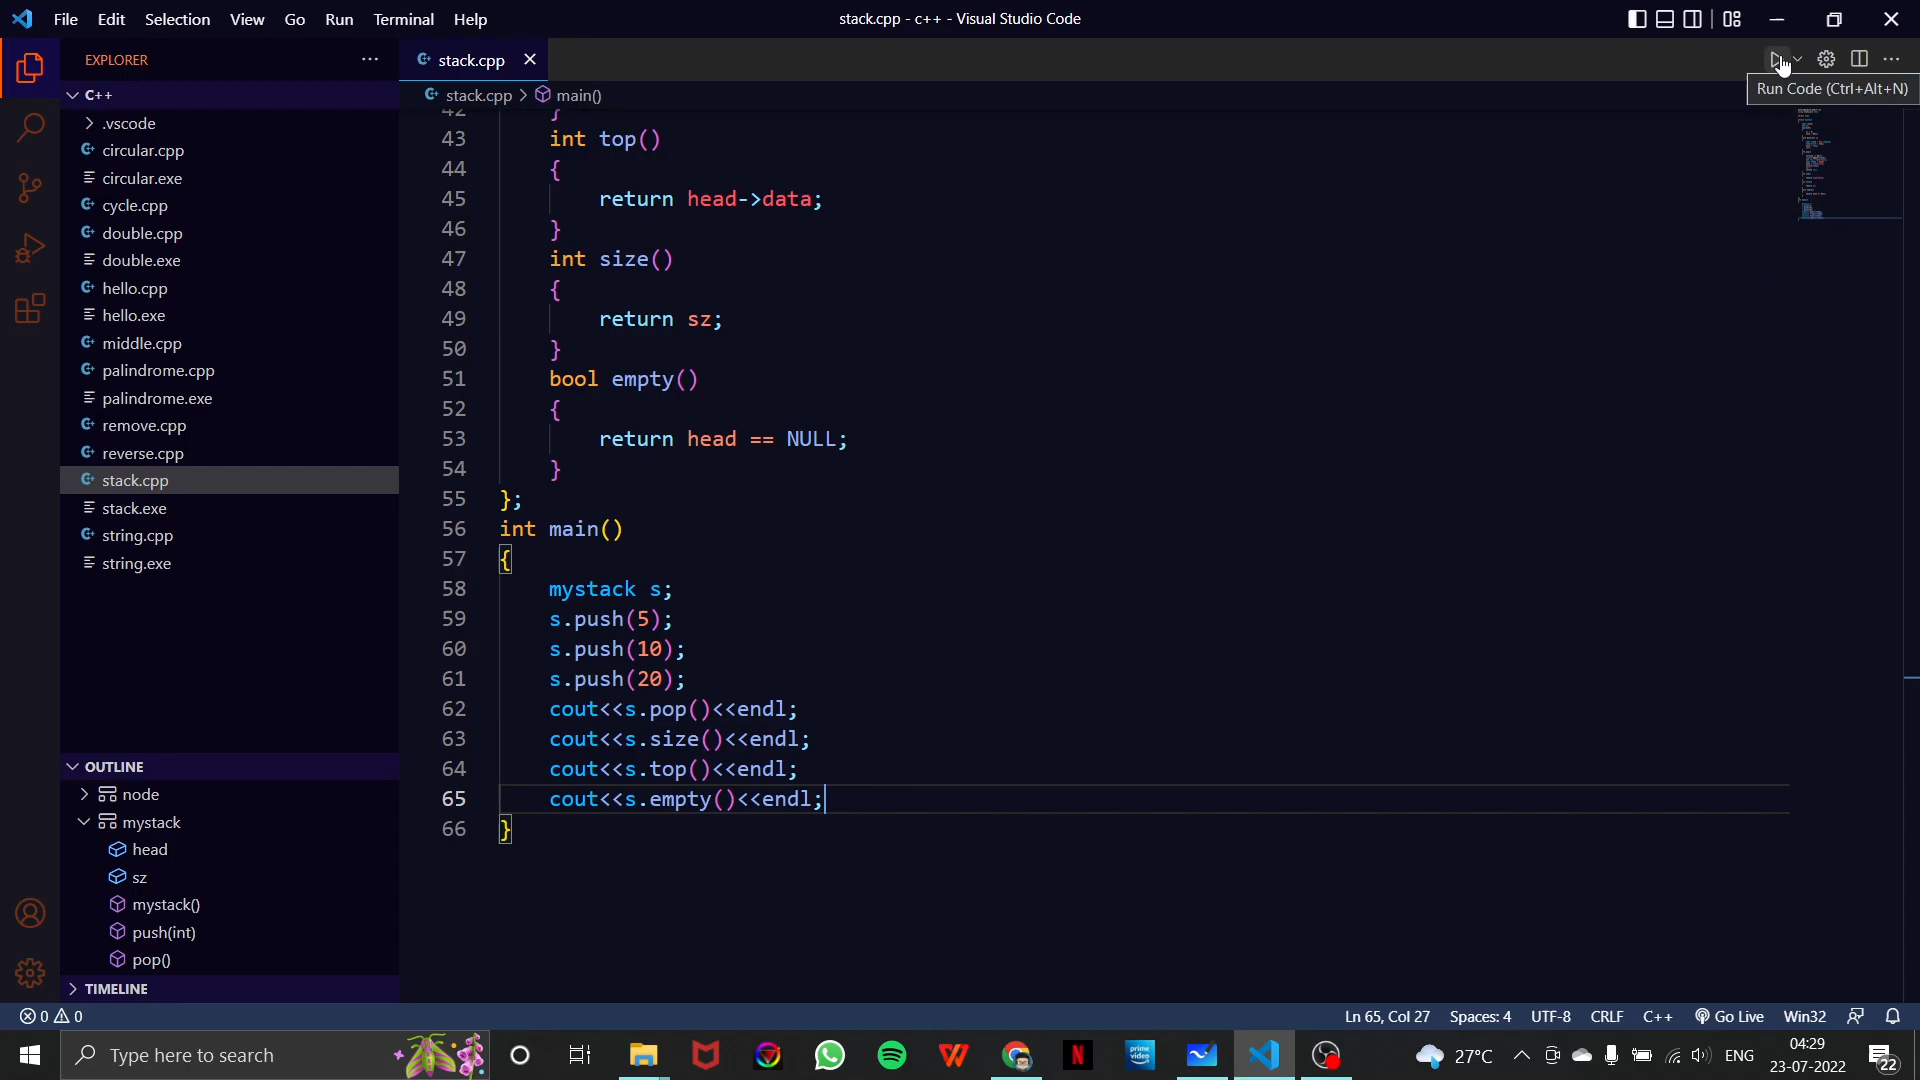 File Edit Selection View Go Run Terminal Help
stack.cpp - c++ - Visual Studio Code
EXPLORER
stack.cpp
Run Code (Ctrl+Alt+N)
C++
stack.cpp > main()
.vscode
circular.cpp
circular.exe
cycle.cpp
double.cpp
double.exe
hello.cpp
hello.exe
middle.cpp
palindrome.cpp
palindrome.exe
remove.cpp
reverse.cpp
stack.cpp
stack.exe
string.cpp
string.exe
OUTLINE
node
mystack
head
sz
mystack()
push(int)
pop()
TIMELINE
42 }
43 int top()
44 {
45 return head->data;
46 }
47 int size()
48 {
49 return sz;
50 }
51 bool empty()
52 {
53 return head == NULL;
54 }
55 };
56 int main()
57 {
58 mystack s;
59 s.push(5);
60 s.push(10);
61 s.push(20);
62 cout<<s.pop()<<endl;
63 cout<<s.size()<<endl;
64 cout<<s.top()<<endl;
65 cout<<s.empty()<<endl;
66 }
0 0
Ln 65, Col 27 Spaces: 4 UTF-8 CRLF C++ Go Live Win32
Type here to search
27°C ENG
04:29
23-07-2022
22